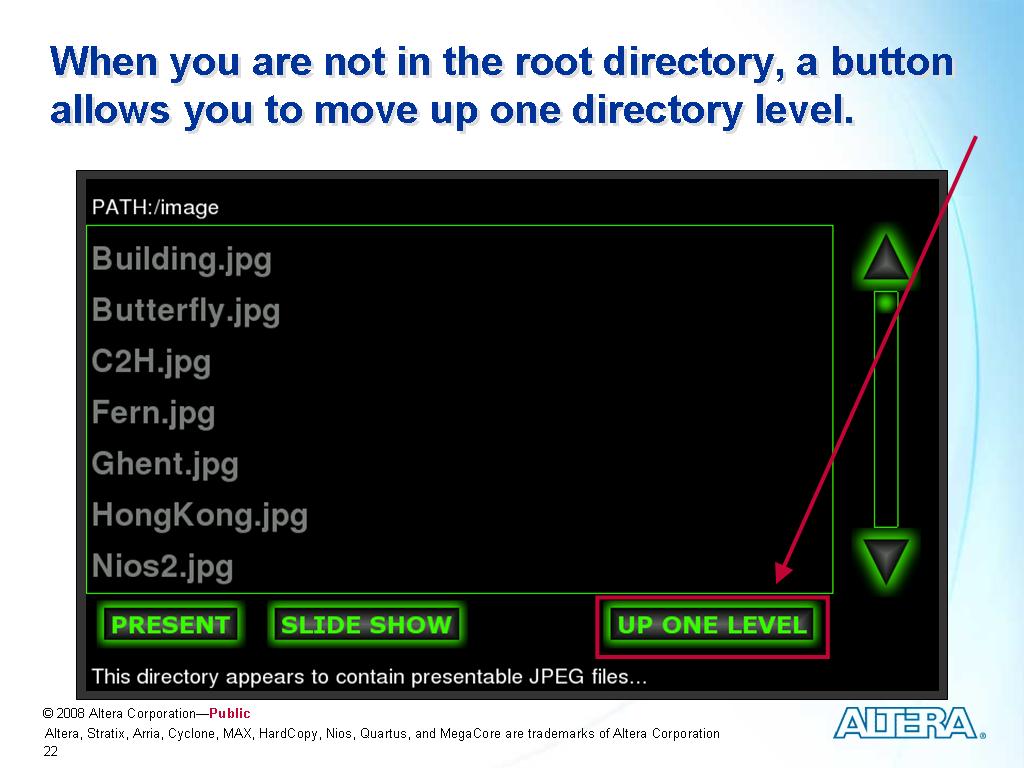 When you are not in the root directory, a button
allows you to move up one directory level.
PATH:/image
Building.jpg
Butterfly.jpg
C2H.jpg
Fern.jpg
Ghent.jpg
HongKong.jpg
Nios2.jpg
PRESENT SLIDE SHOW UP ONE LEVEL
This directory appears to contain presentable JPEG files...
© 2008 Altera Corporation—Public
Altera, Stratix, Arria, Cyclone, MAX, HardCopy, Nios, Quartus, and MegaCore are trademarks of Altera Corporation
22
ALTERA®